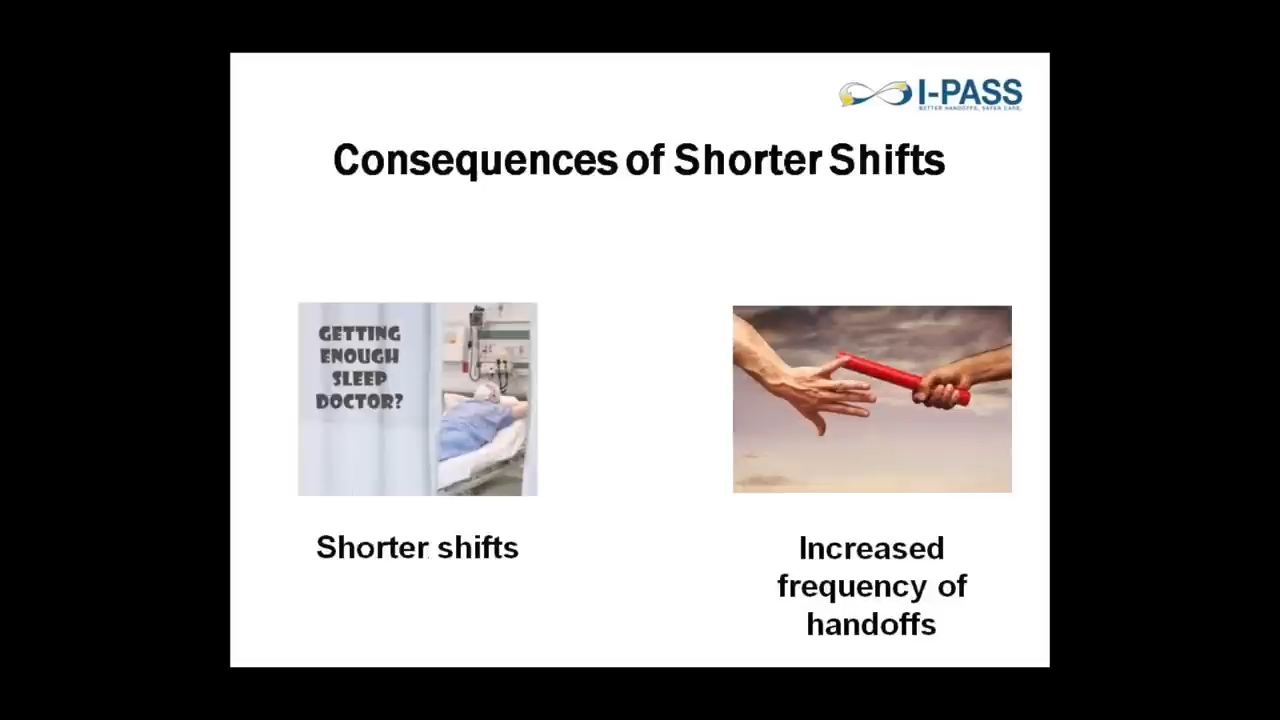 I-PASS
BETTER HANDOFFS. SAFER CARE.
Consequences of Shorter Shifts
GETTING
ENOUGH
SLEEP
DOCTOR?
Shorter shifts
Increased
frequency of
handoffs